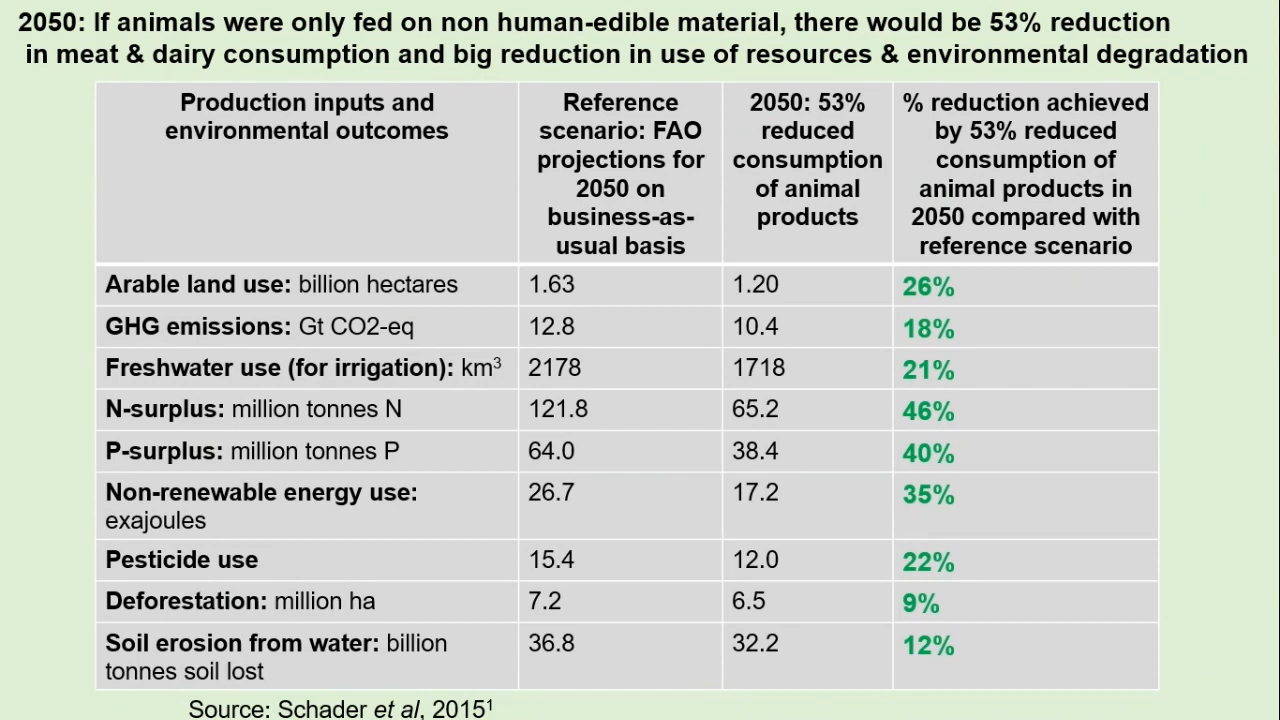 2050: If animals were only fed on non human-edible material, there would be 53% reduction
in meat & dairy consumption and big reduction in use of resources & environmental degradation
Production inputs and
environmental outcomes
Reference
scenario: FAO
projections for
2050 on
business-as-
usual basis
2050: 53%
reduced
consumption
of animal
products
% reduction achieved
by 53% reduced
consumption of
animal products in
2050 compared with
reference scenario
Arable land use: billion hectares 1.63 1.20 26%
GHG emissions: Gt CO2-eq 12.8 10.4 18%
Freshwater use (for irrigation): km³ 2178 1718 21%
N-surplus: million tonnes N 121.8 65.2 46%
P-surplus: million tonnes P 64.0 38.4 40%
Non-renewable energy use: 26.7 17.2 35%
exajoules
Pesticide use 15.4 12.0 22%
Deforestation: million ha 7.2 6.5 9%
Soil erosion from water: billion 36.8 32.2 12%
tonnes soil lost
Source: Schader et al, 2015¹